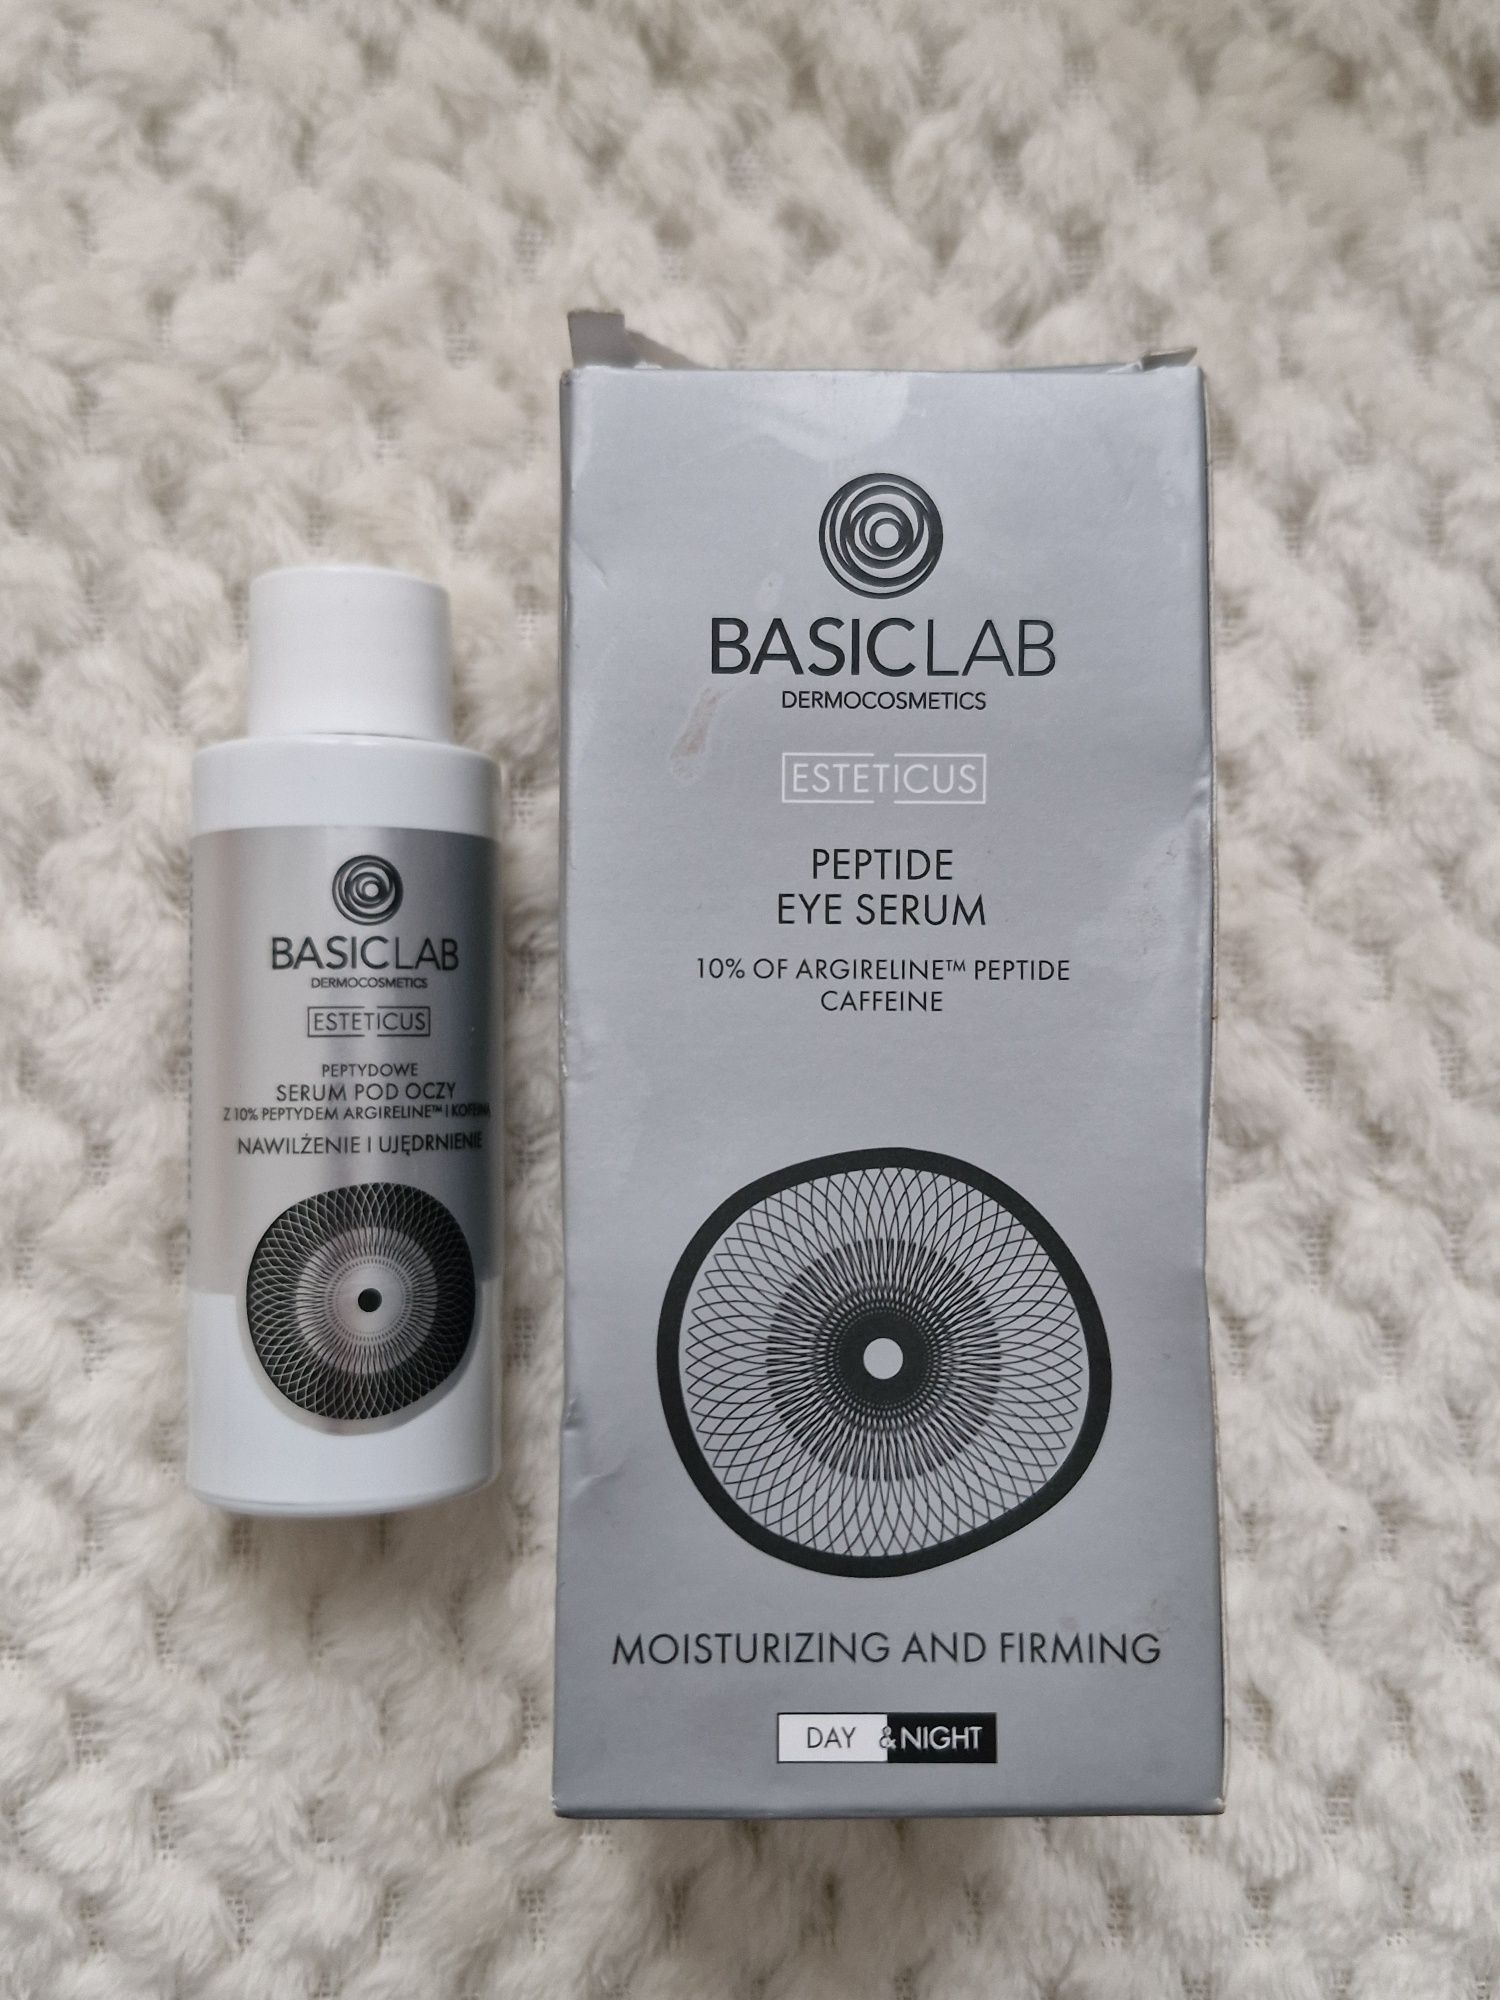 BASICLAB
DERMOCOSMETICS
ESTETICUS
PEPTYDOWE
SERUM POD OCZY
Z 10% PEPTYDEM ARGIRELINE™ I KOFEINĄ
NAWILŻENIE I UJĘDRNIENIE
BASICLAB
DERMOCOSMETICS
ESTETICUS
PEPTIDE
EYE SERUM
10% OF ARGIRELINE™ PEPTIDE
CAFFEINE
MOISTURIZING AND FIRMING
DAY & NIGHT